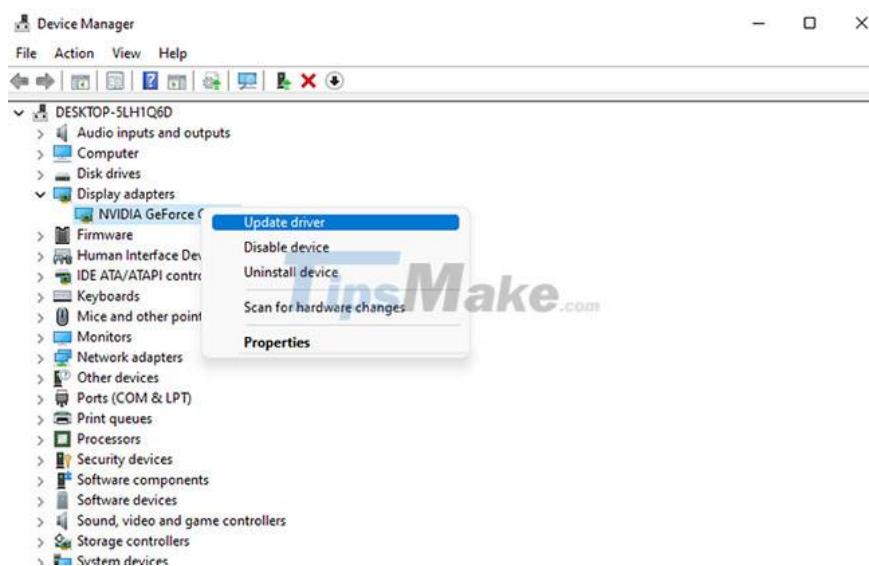 Device Manager
File Action View Help
DESKTOP-5LH1Q6D
Audio inputs and outputs
Computer
Disk drives
Display adapters
NVIDIA GeForce
Update driver
Firmware
Disable device
Human Interface
Uninstall device
IDE ATA/ATAPI
Keyboards
Scan for hardware changes
Mice and other
Monitors
Properties
Network adapters
Other devices
Ports (COM & LPT)
Print queues
Processors
Security devices
Software components
Software devices
Sound, video and game controllers
Storage controllers
System devices
TipsMake.com